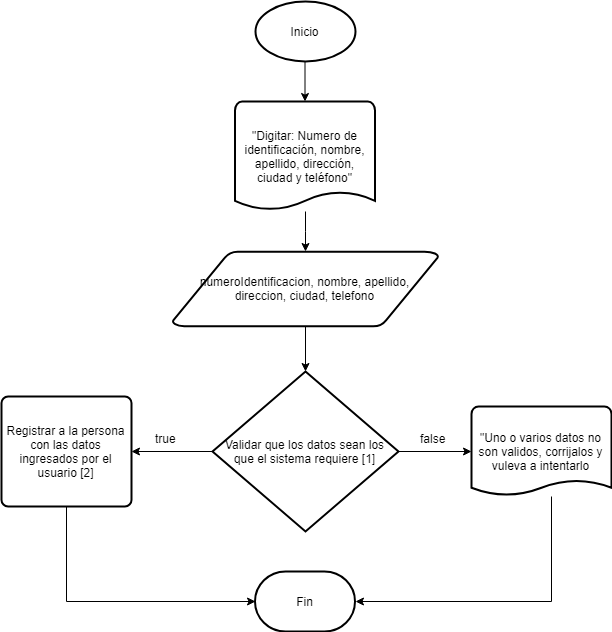 Inicio
"Digitar: Numero de
identificación, nombre,
apellido, dirección,
ciudad y teléfono"
numeroIdentificacion, nombre, apellido,
direccion, ciudad, telefono
Validar que los datos sean los
que el sistema requiere [1]
true
false
Registrar a la persona
con las datos
ingresados por el
usuario [2]
"Uno o varios datos no
son validos, corrijalos y
vuleva a intentarlo
Fin